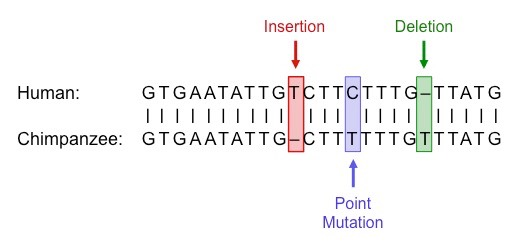 Insertion Deletion
Human: GTGAATATTGTCTTCTTTG–TTATG
Chimpanzee: GTGAATATTG–CTTTTTTGTTTATG
Point
Mutation